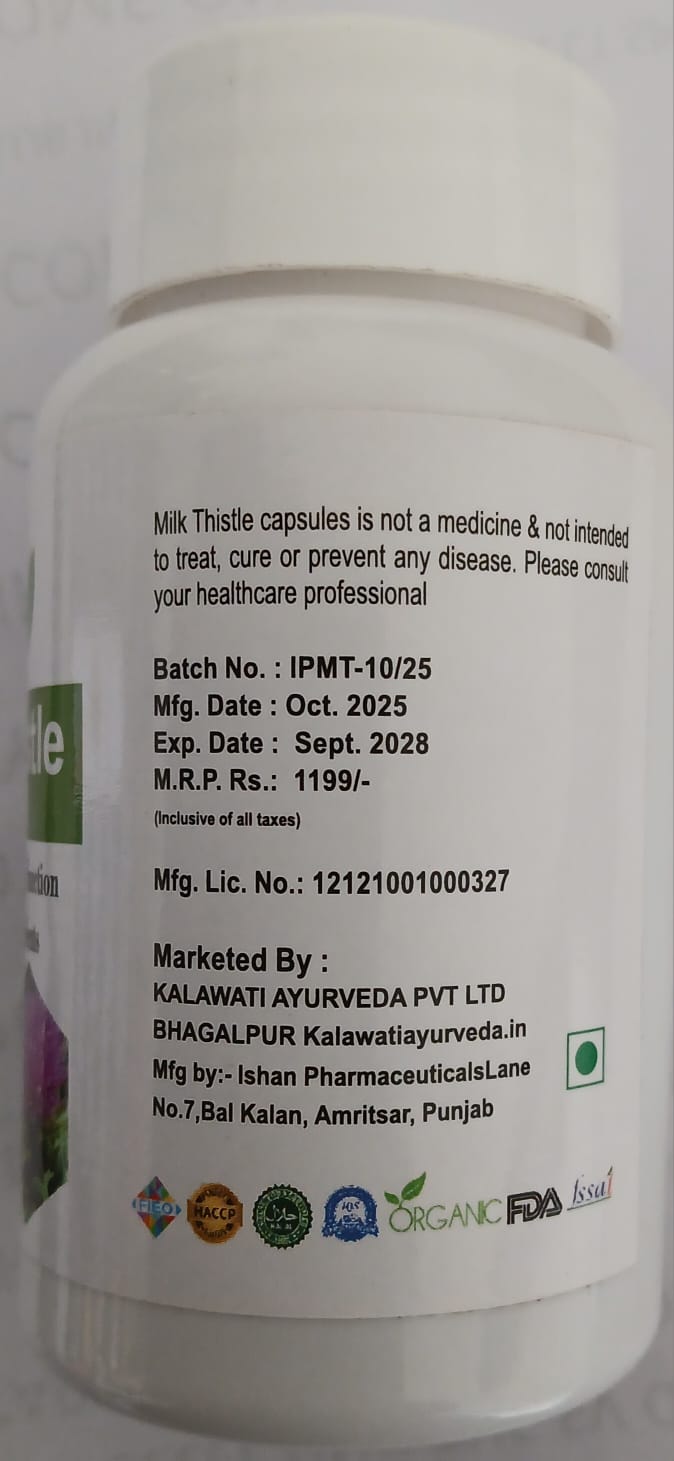 Milk Thistle capsules is not a medicine & not intended
to treat, cure or prevent any disease. Please consult
your healthcare professional
Batch No. : IPMT-10/25
Mfg. Date : Oct. 2025
Exp. Date : Sept. 2028
M.R.P. Rs.: 1199/-
(Inclusive of all taxes)
Mfg. Lic. No.: 12121001000327
Marketed By :
KALAWATI AYURVEDA PVT LTD
BHAGALPUR Kalawatiayurveda.in
Mfg by:- Ishan PharmaceuticalsLane
No.7,Bal Kalan, Amritsar, Punjab
FIEO HACCP ORGANIC FDA fssai